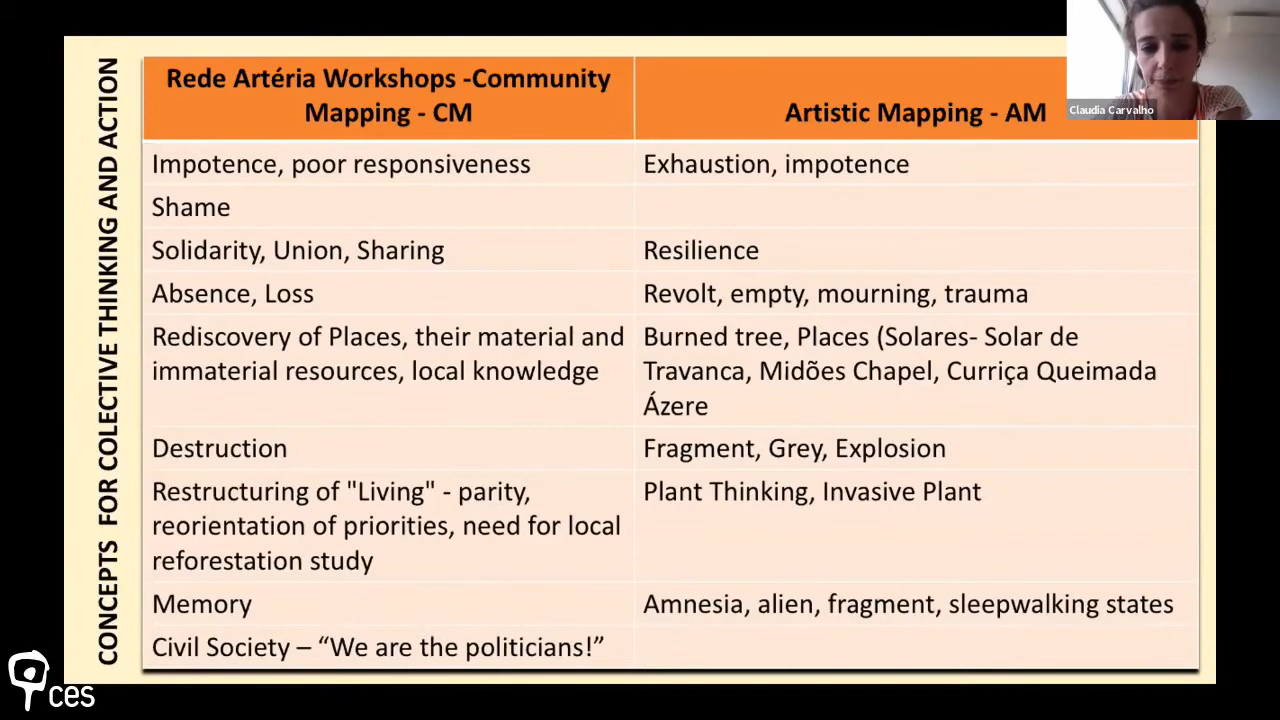 CONCEPTS FOR COLECTIVE THINKING AND ACTION
Rede Artéria Workshops -Community
Mapping - CM
Artistic Mapping - AM
Claudia Carvalho
Impotence, poor responsiveness
Exhaustion, impotence
Shame
Solidarity, Union, Sharing
Resilience
Absence, Loss
Revolt, empty, mourning, trauma
Rediscovery of Places, their material and
immaterial resources, local knowledge
Burned tree, Places (Solares- Solar de
Travanca, Midões Chapel, Curriça Queimada
Ázere
Destruction
Fragment, Grey, Explosion
Restructuring of "Living" - parity,
reorientation of priorities, need for local
reforestation study
Plant Thinking, Invasive Plant
Memory
Amnesia, alien, fragment, sleepwalking states
Civil Society – “We are the politicians!”
ces